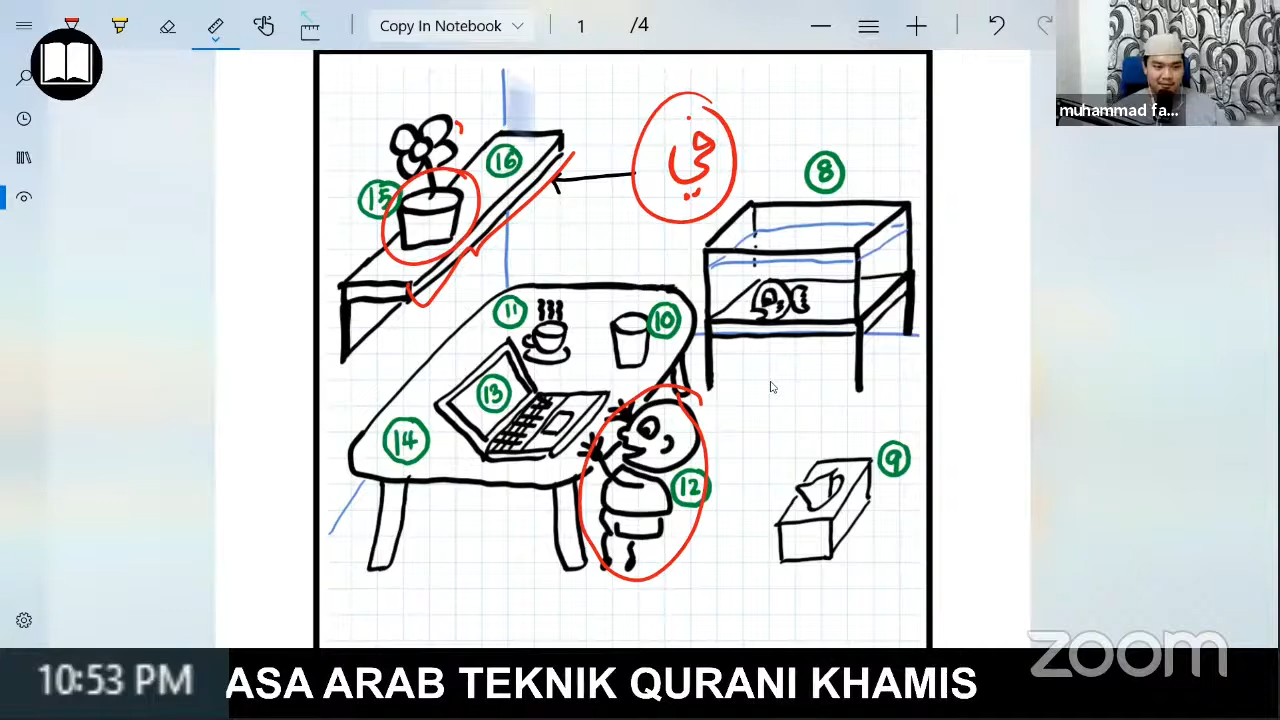 Copy In Notebook
1
/4
muhammad fa...
في
16
8
15
11
10
13
14
12
9
10:53 PM
ASA ARAB TEKNIK QURANI KHAMIS
zoom